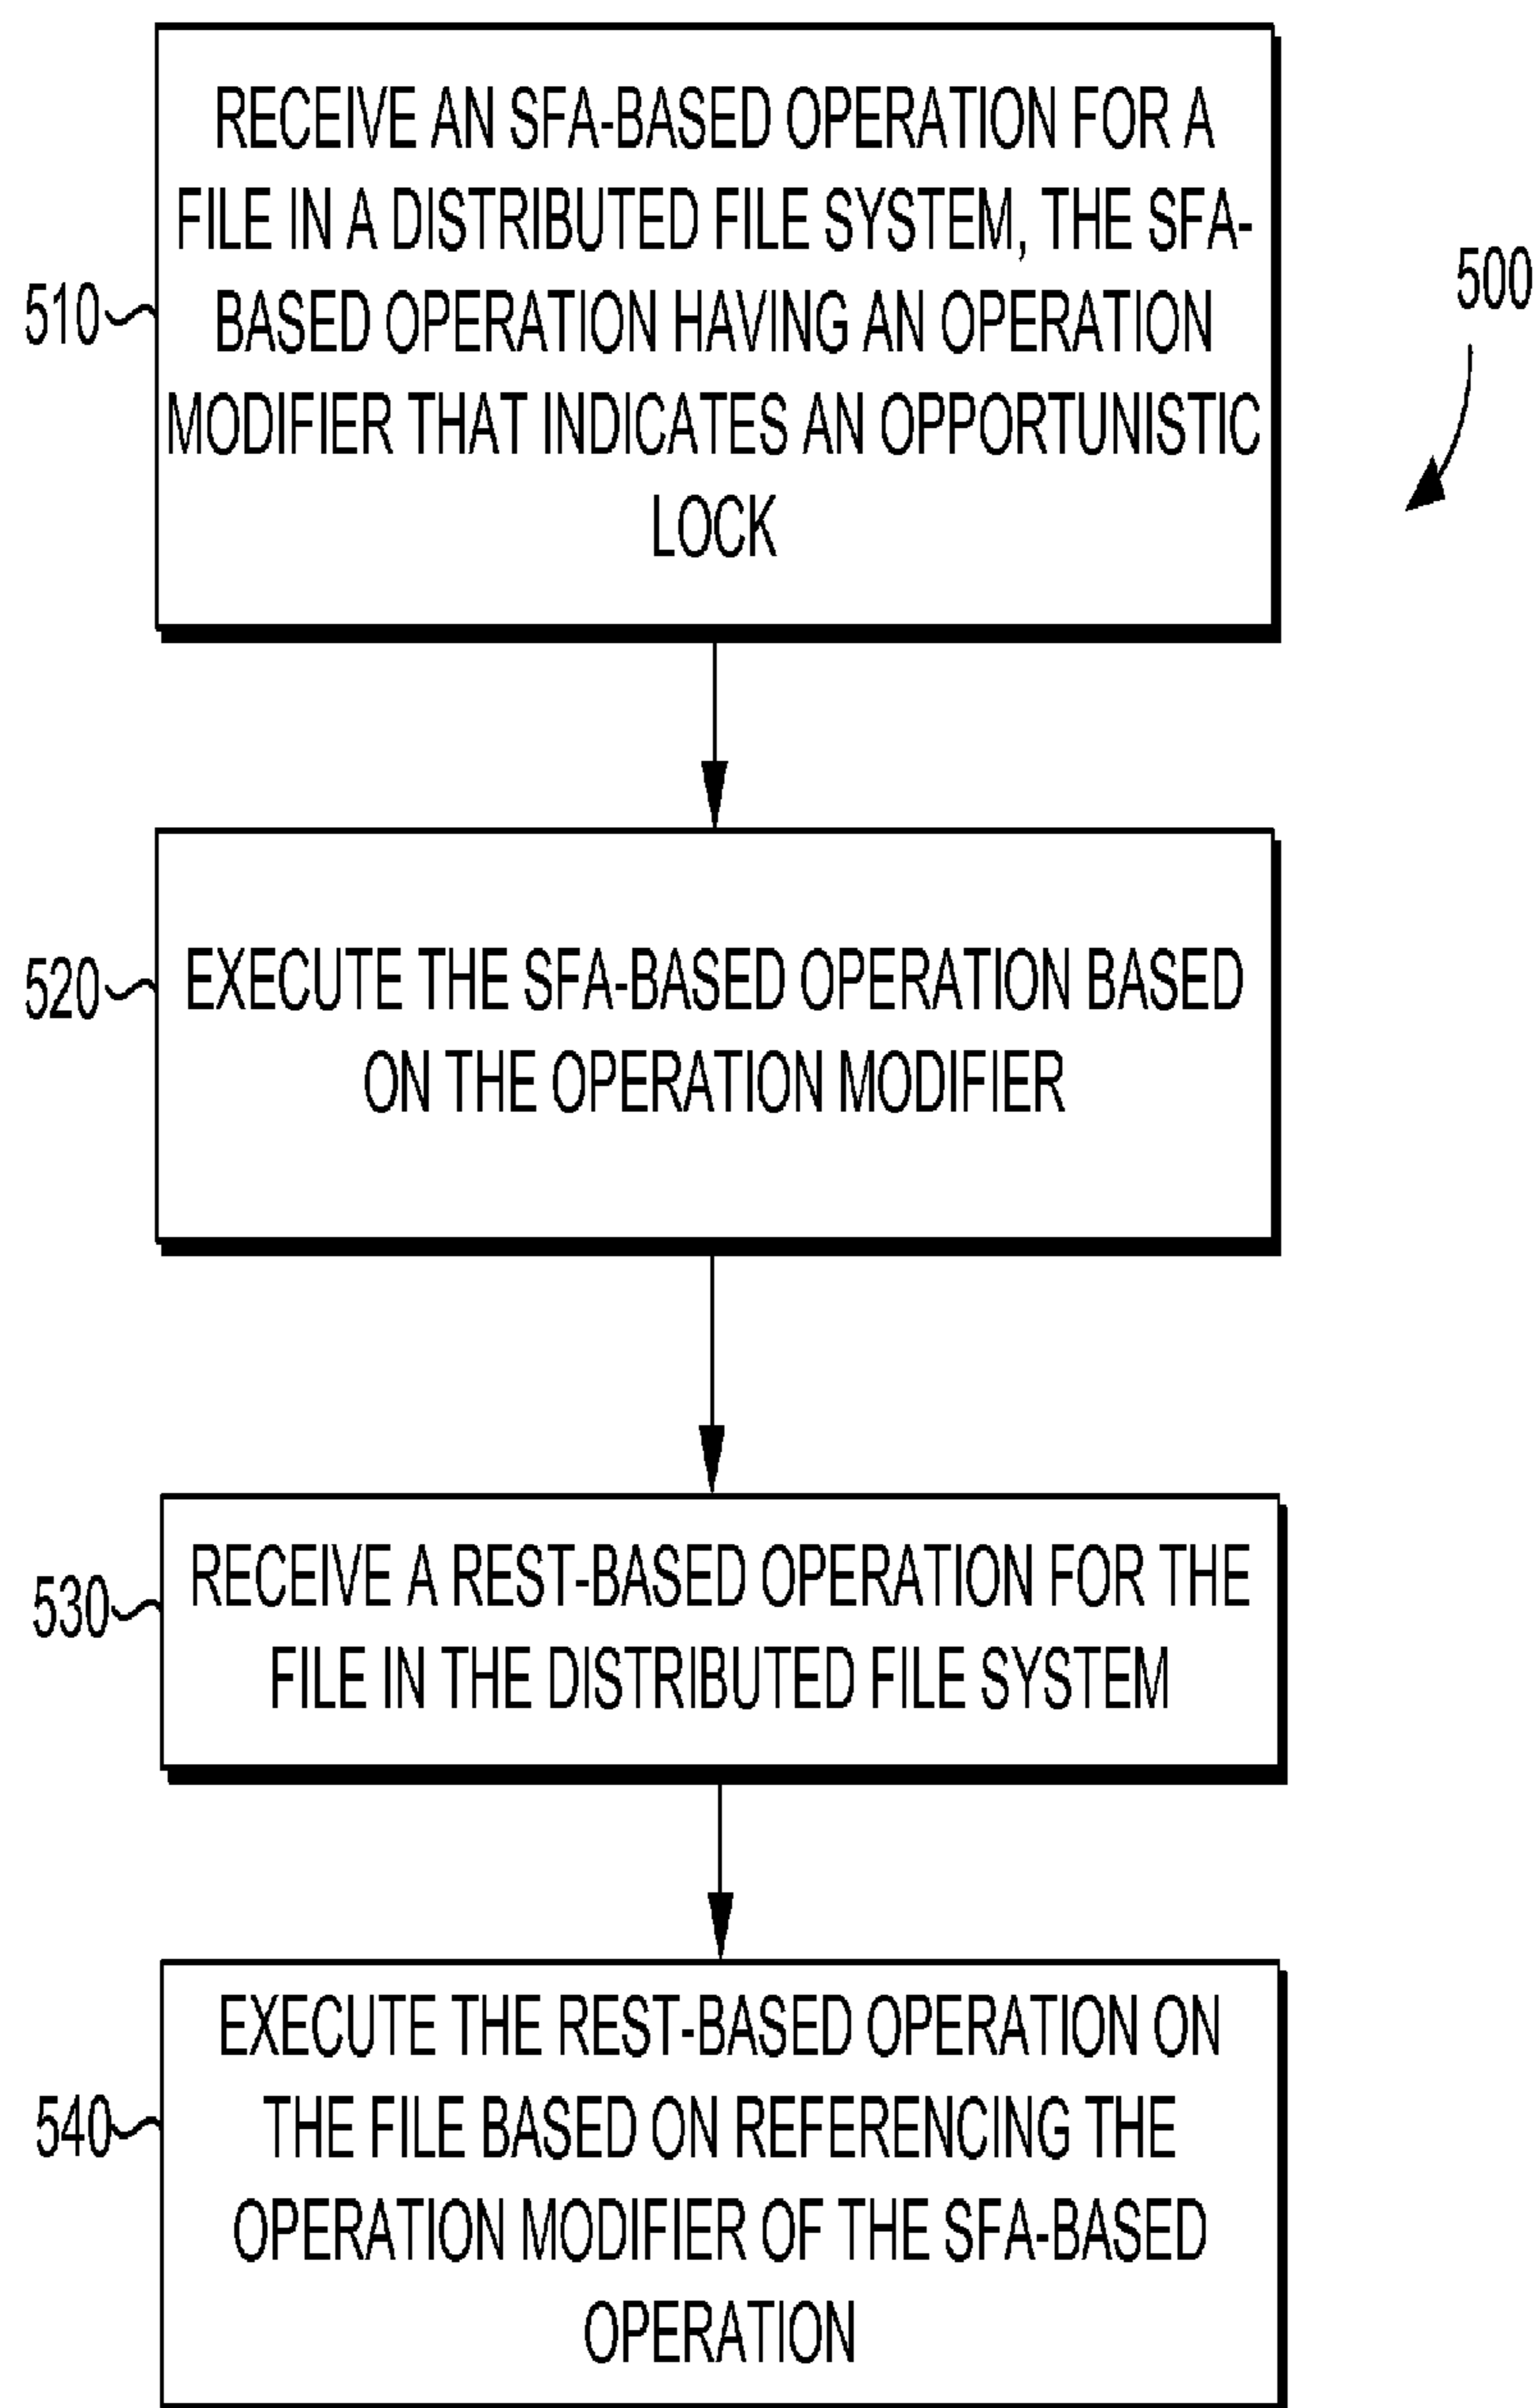 RECEIVE AN SFA-BASED OPERATION FOR A
FILE IN A DISTRIBUTED FILE SYSTEM, THE SFA-
BASED OPERATION HAVING AN OPERATION
MODIFIER THAT INDICATES AN OPPORTUNISTIC
LOCK
510
500
EXECUTE THE SFA-BASED OPERATION BASED
ON THE OPERATION MODIFIER
520
RECEIVE A REST-BASED OPERATION FOR THE
FILE IN THE DISTRIBUTED FILE SYSTEM
530
EXECUTE THE REST-BASED OPERATION ON
THE FILE BASED ON REFERENCING THE
OPERATION MODIFIER OF THE SFA-BASED
OPERATION
540